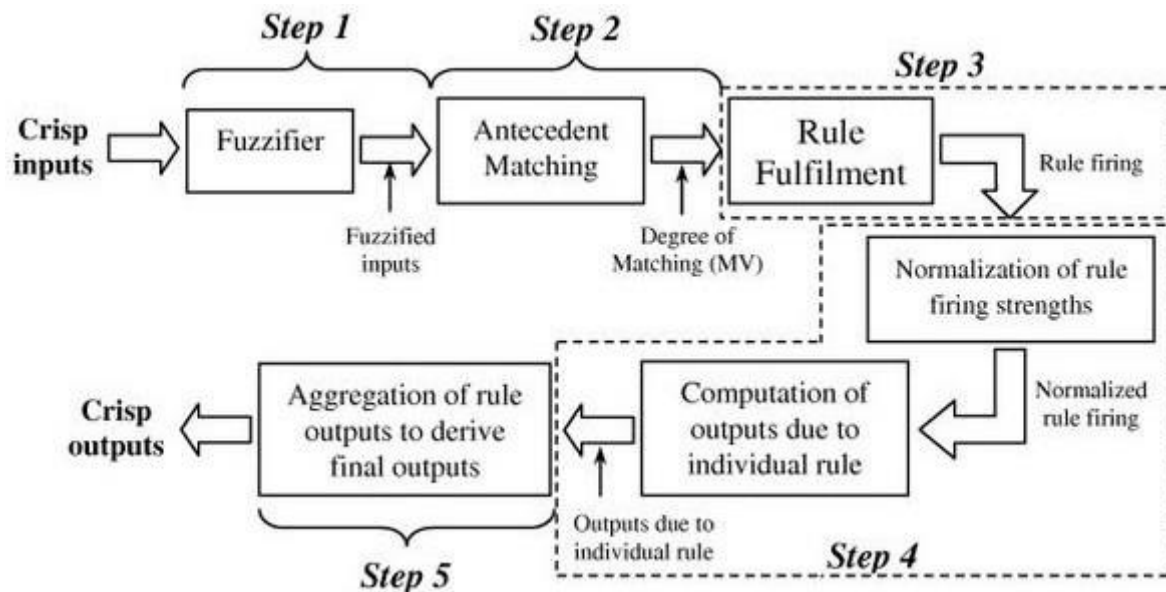 Step 1
Step 2
Step 3
Crisp
inputs
Fuzzifier
Fuzzified
inputs
Antecedent
Matching
Degree of
Matching (MV)
Rule
Fulfilment
Rule firing
Normalization of rule
firing strengths
Normalized
rule firing
Computation of
outputs due to
individual rule
Outputs due to
individual rule
Step 4
Aggregation of rule
outputs to derive
final outputs
Step 5
Crisp
outputs